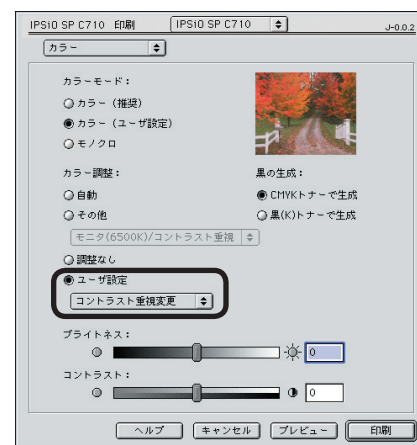 IPSiO SP C710 印刷 IPSiO SP C710 J-0.0.2
カラー
カラーモード：
カラー（推奨）
カラー（ユーザ設定）
モノクロ
カラー調整： 黒の生成：
自動 CMYKトナーで生成
その他 黒(K)トナーで生成
モニタ(6500K)/コントラスト重視
調整なし
ユーザ設定
コントラスト重視変更
ブライトネス：
0
コントラスト：
0
ヘルプ キャンセル プレビュー 印刷